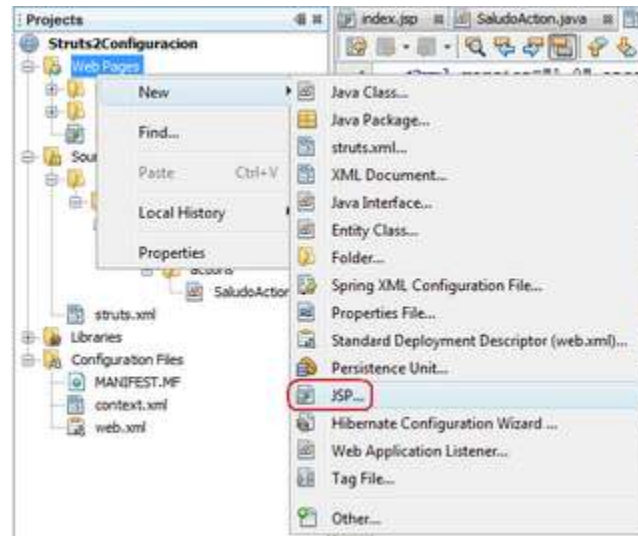 Projects
index.jsp
SaludoAction.java
Struts2Configuracion
Web Pages
New
Find...
Paste Ctrl+V
Local History
Properties
Java Class...
Java Package...
struts.xml...
XML Document...
Java Interface...
Entity Class...
Folder...
Spring XML Configuration File...
Properties File...
Standard Deployment Descriptor (web.xml)...
Persistence Unit...
JSP...
Hibernate Configuration Wizard ...
Web Application Listener...
Tag File...
Other...
Sou
actions
SaludoAction
struts.xml
Libraries
Configuration Files
MANIFEST.MF
context.xml
web.xml